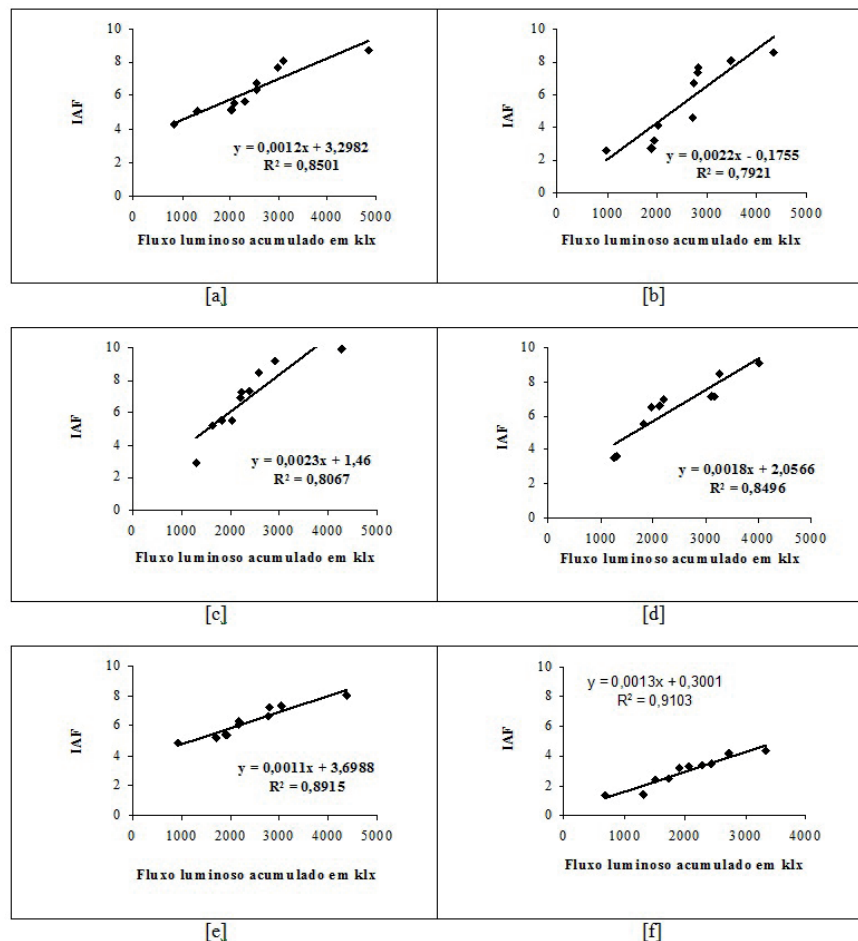 10
8
6
4
2
0
IAF
y = 0,0012x + 3,2982
R² = 0,8501
0 1000 2000 3000 4000 5000
Fluxo luminoso acumulado em klx
[a]
10
8
6
4
2
0
IAF
y = 0,0022x - 0,1755
R² = 0,7921
0 1000 2000 3000 4000 5000
Fluxo luminoso acumulado em klx
[b]
10
8
6
4
2
0
IAF
y = 0,0023x + 1,46
R² = 0,8067
0 1000 2000 3000 4000 5000
Fluxo luminoso acumulado em klx
[c]
10
8
6
4
2
0
IAF
y = 0,0018x + 2,0566
R² = 0,8496
0 1000 2000 3000 4000 5000
Fluxo luminoso acumulado em klx
[d]
10
8
6
4
2
0
IAF
y = 0,0011x + 3,6988
R² = 0,8915
0 1000 2000 3000 4000 5000
Fluxo luminoso acumulado em klx
[e]
10
8
6
4
2
0
IAF
y = 0,0013x + 0,3001
R² = 0,9103
0 1000 2000 3000 4000
Fluxo luminoso acumulado em klx
[f]